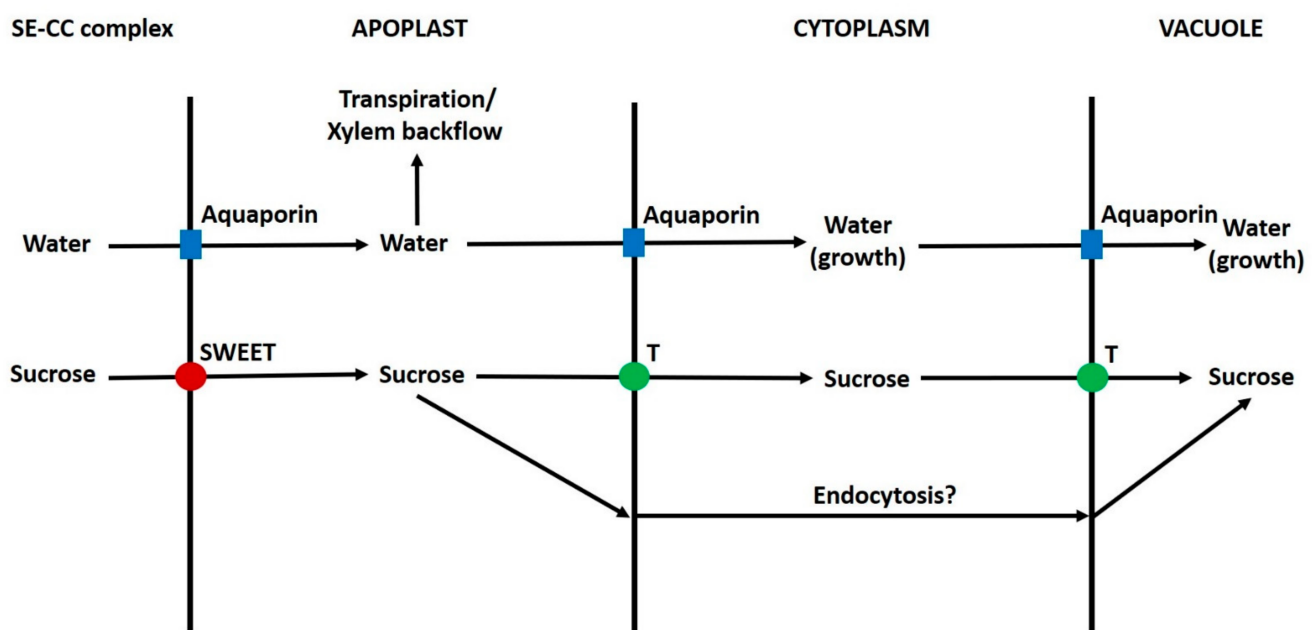 SE-CC complex
APOPLAST
CYTOPLASM
VACUOLE
Transpiration/
Xylem backflow
Aquaporin
Aquaporin
Aquaporin
Water
Water
Water
(growth)
Water
(growth)
SWEET
T
T
Sucrose
Sucrose
Sucrose
Sucrose
Endocytosis?